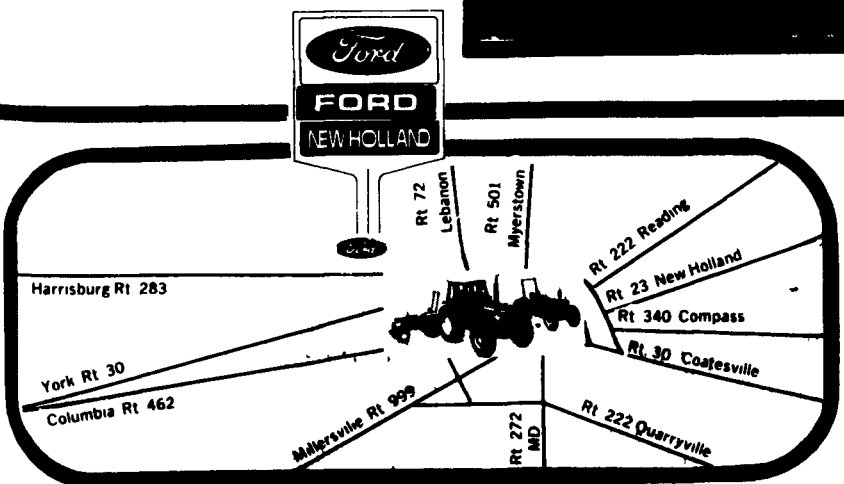 Ford
FORD
NEW HOLLAND
Ford
Rt 72
Lebanon
Rt 501
Myerstown
Rt 222 Reading
Rt 23 New Holland
Rt 340 Compass
Rt. 30 Coatesville
Harrisburg Rt 283
York Rt 30
Columbia Rt 462
Millersville Rt 999
Rt 272
MD
Rt 222 Quarryville